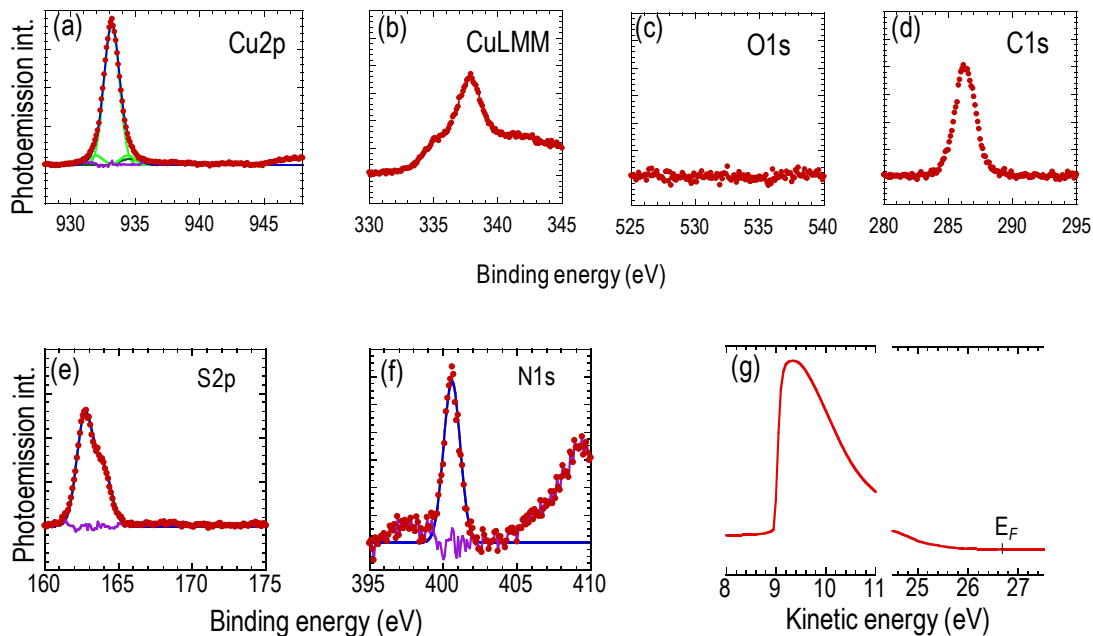 (a) Cu2p
(b) CuLMM
(c) O1s
(d) C1s
Photoemission int.
930 935 940 945
330 335 340 345
525 530 535 540
280 285 290 295
Binding energy (eV)
(e) S2p
(f) N1s
(g)
E_F
Photoemission int.
160 165 170 175
395 400 405 410
8 9 10 11 25 26 27
Binding energy (eV)
Kinetic energy (eV)